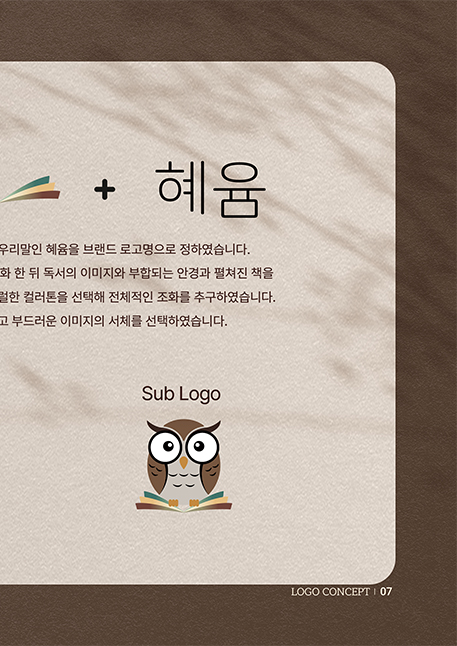 + 혜윰
우리말인 혜윰을 브랜드 로고명으로 정하였습니다.
화 한 뒤 독서의 이미지와 부합되는 안경과 펼쳐진 책을
럴한 컬러톤을 선택해 전체적인 조화를 추구하였습니다.
고 부드러운 이미지의 서체를 선택하였습니다.
Sub Logo
LOGO CONCEPT | 07